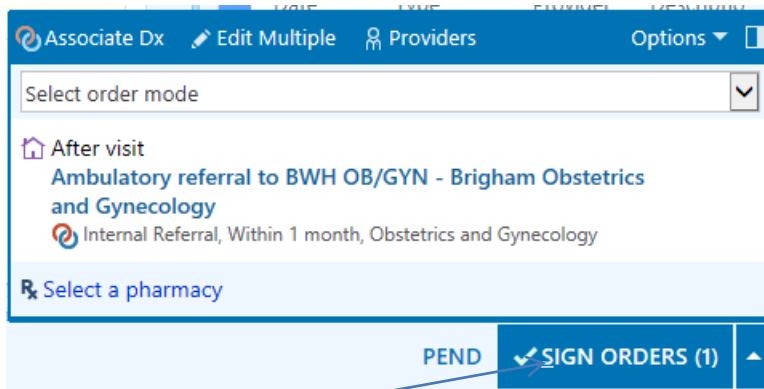 Associate Dx Edit Multiple Providers Options
Select order mode
After visit
Ambulatory referral to BWH OB/GYN - Brigham Obstetrics
and Gynecology
Internal Referral, Within 1 month, Obstetrics and Gynecology
Rx Select a pharmacy
PEND SIGN ORDERS (1)